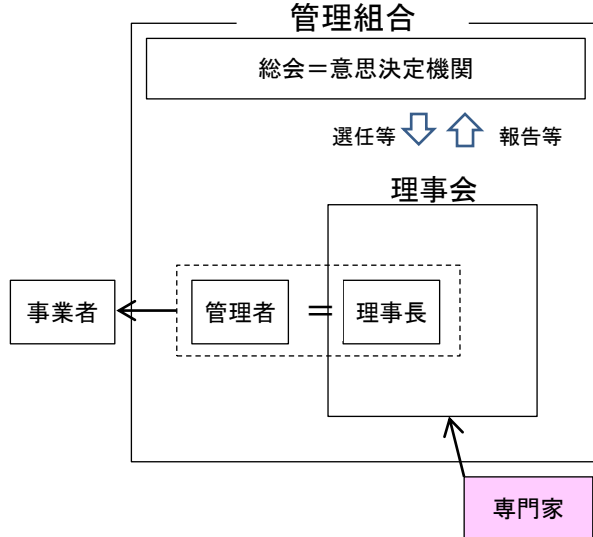 管理組合
総会＝意思決定機関
選任等
報告等
理事会
事業者
管理者
＝
理事長
専門家